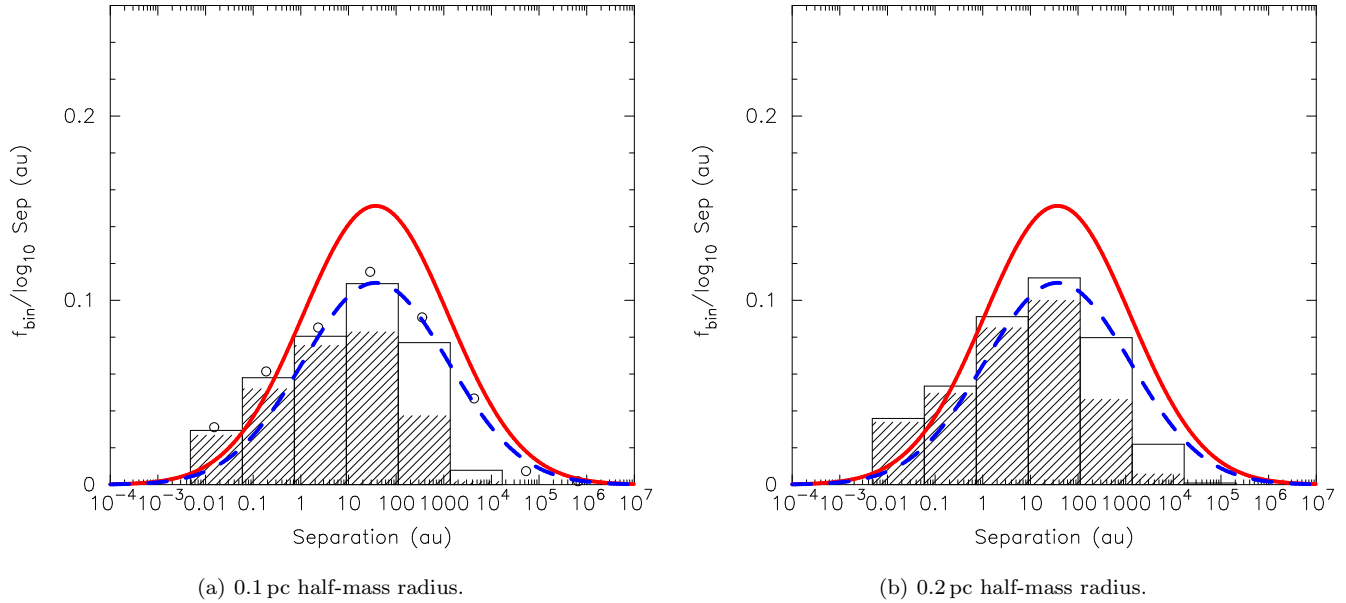 0.2
0.1
0
f_bin/log_10 Sep (au)
10^−4 10^−3 0.01 0.1 1 10 100 1000 10^4 10^5 10^6 10^7
Separation (au)
(a) 0.1 pc half-mass radius.
0.2
0.1
0
f_bin/log_10 Sep (au)
10^−4 10^−3 0.01 0.1 1 10 100 1000 10^4 10^5 10^6 10^7
Separation (au)
(b) 0.2 pc half-mass radius.